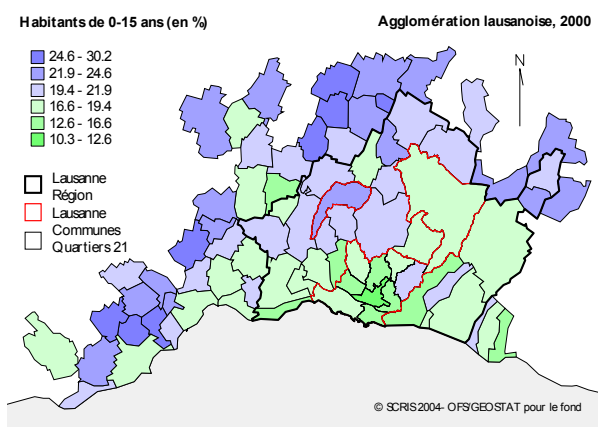 Habitants de 0-15 ans (en %)
Agglomération lausanoise, 2000
24.6 - 30.2
21.9 - 24.6
19.4 - 21.9
16.6 - 19.4
12.6 - 16.6
10.3 - 12.6
N
Lausanne
Région
Lausanne
Communes
Quartiers 21
© SCRIS2004- OFS/GEOSTAT pour le fond